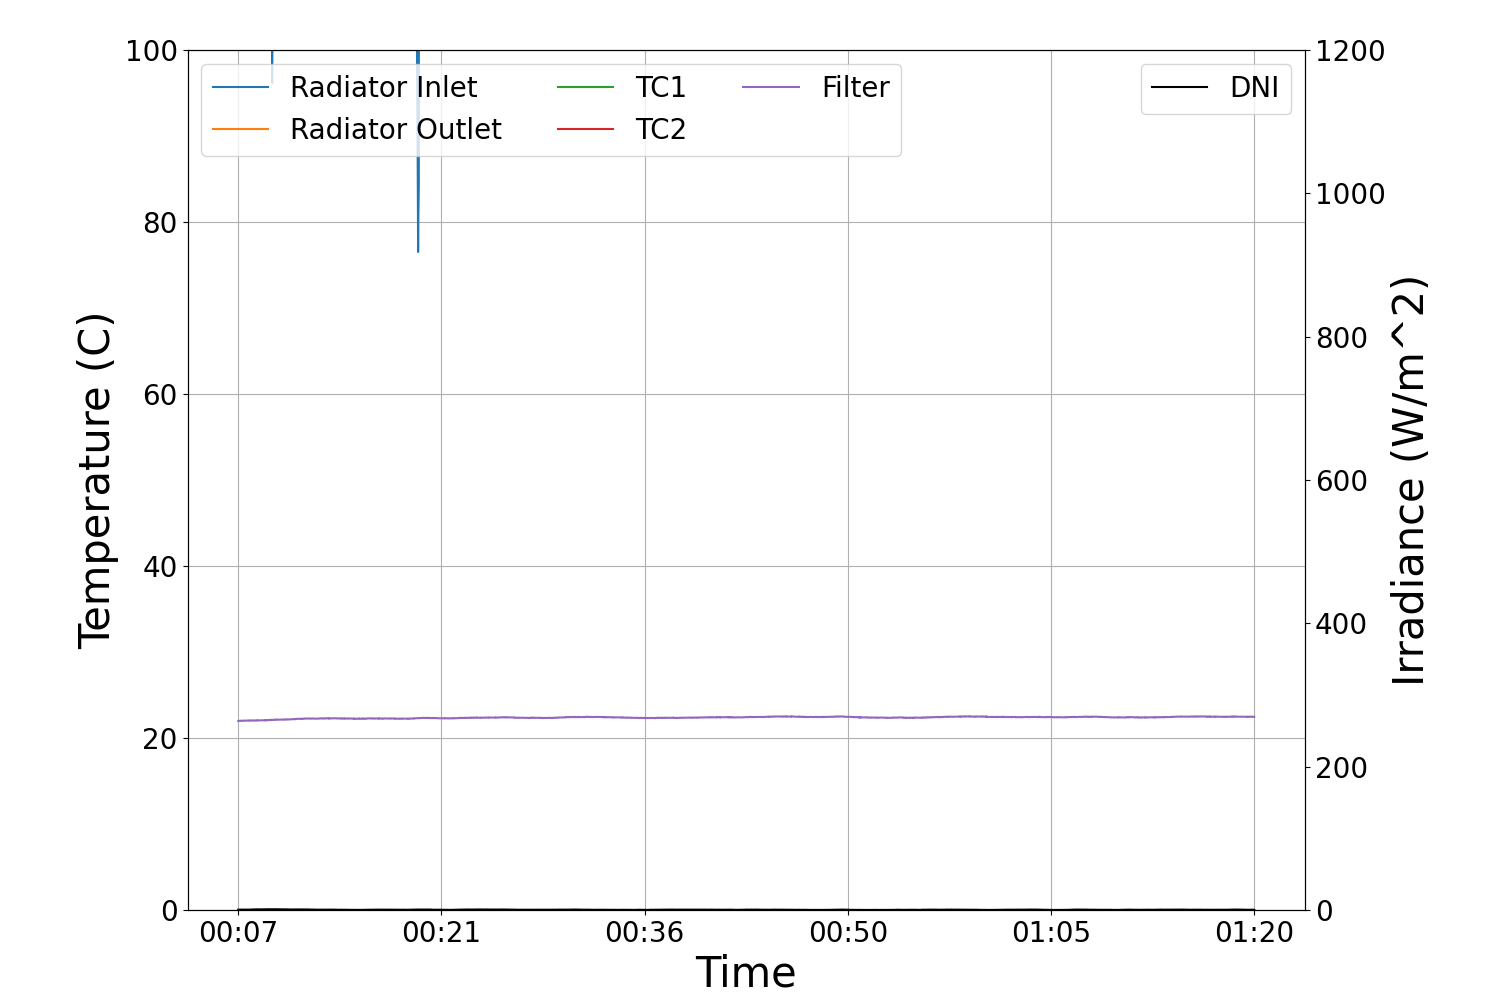 100
80
60
40
20
0
Temperature (C)
Radiator Inlet
Radiator Outlet
TC1
TC2
Filter
DNI
1200
1000
800
600
400
200
0
Irradiance (W/m^2)
00:07 00:21 00:36 00:50 01:05 01:20
Time